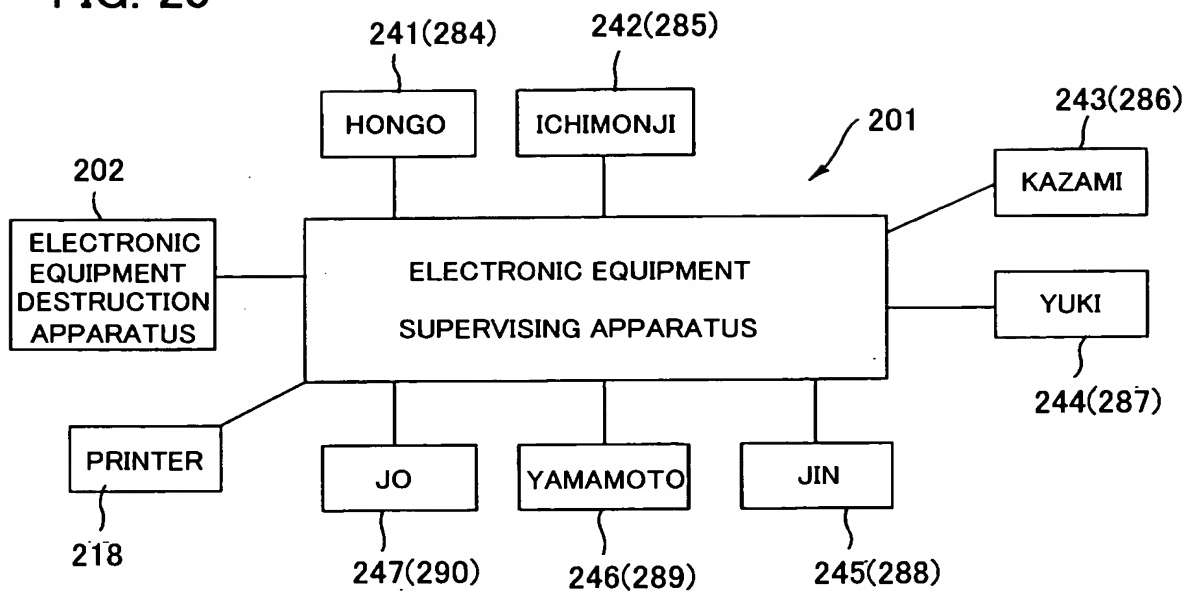 FIG.
241(284)
242(285)
243(286)
HONGO
ICHIMONJI
201
KAZAMI
202
ELECTRONIC
EQUIPMENT
DESTRUCTION
APPARATUS
ELECTRONIC EQUIPMENT
SUPERVISING APPARATUS
YUKI
244(287)
PRINTER
JO
YAMAMOTO
JIN
218
247(290)
246(289)
245(288)